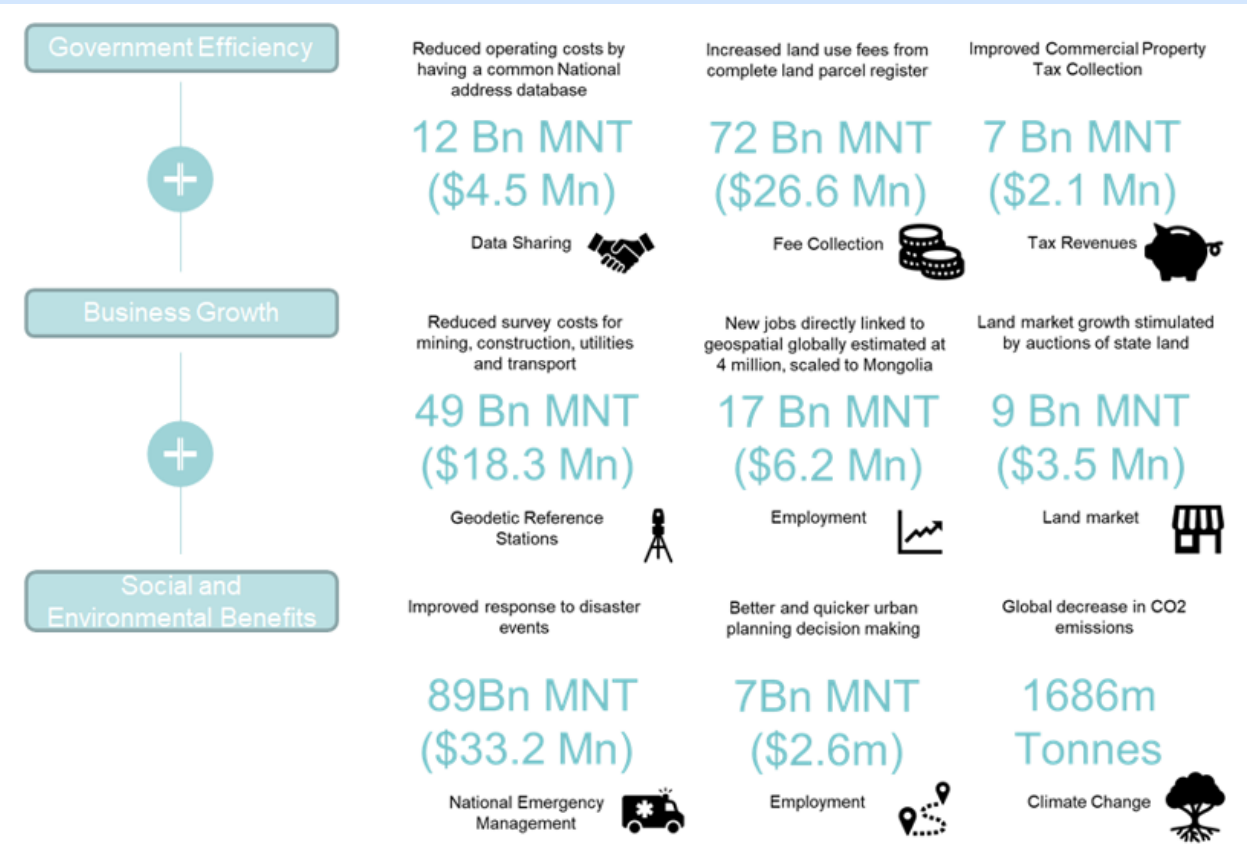 Government Efficiency
Reduced operating costs by
having a common National
address database
12 Bn MNT
($4.5 Mn)
Data Sharing
Increased land use fees from
complete land parcel register
72 Bn MNT
($26.6 Mn)
Fee Collection
Improved Commercial Property
Tax Collection
7 Bn MNT
($2.1 Mn)
Tax Revenues
Business Growth
Reduced survey costs for
mining, construction, utilities
and transport
49 Bn MNT
($18.3 Mn)
Geodetic Reference
Stations
New jobs directly linked to
geospatial globally estimated at
4 million, scaled to Mongolia
17 Bn MNT
($6.2 Mn)
Employment
Land market growth stimulated
by auctions of state land
9 Bn MNT
($3.5 Mn)
Land market
Social and
Environmental Benefits
Improved response to disaster
events
89Bn MNT
($33.2 Mn)
National Emergency
Management
Better and quicker urban
planning decision making
7Bn MNT
($2.6m)
Employment
Global decrease in CO2
emissions
1686m
Tonnes
Climate Change